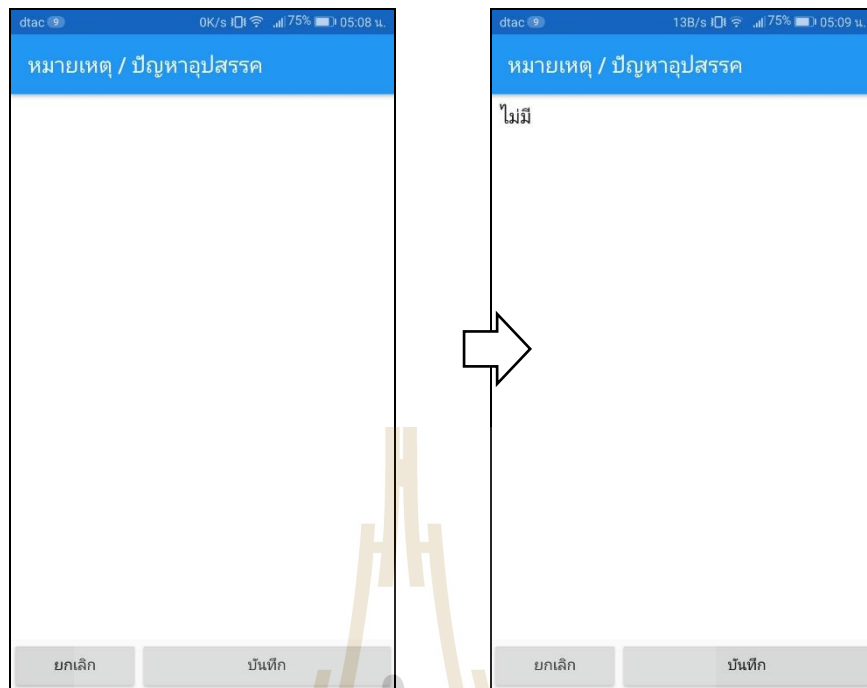 dtac 9 0K/s 75% 05:08 น.
หมายเหตุ / ปัญหาอุปสรรค
ยกเลิก บันทึก
dtac 9 13B/s 75% 05:09 น.
หมายเหตุ / ปัญหาอุปสรรค
ไม่มี
ยกเลิก บันทึก